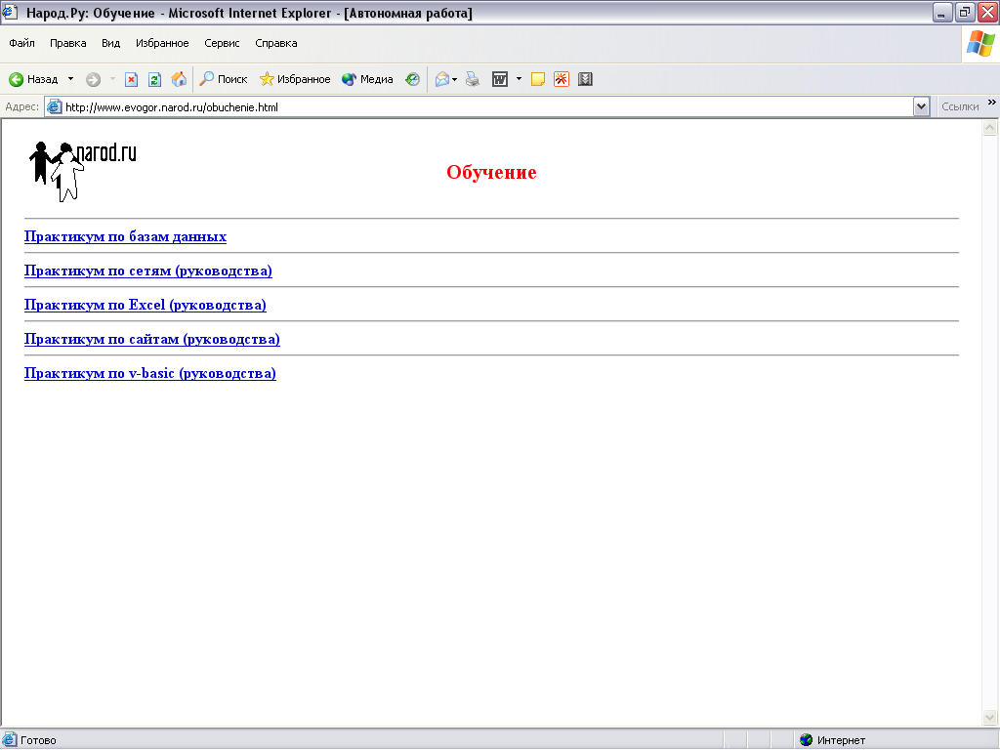 Народ.Ру: Обучение - Microsoft Internet Explorer - [Автономная работа]
Файл Правка Вид Избранное Сервис Справка
Назад Поиск Избранное Медиа W
Адрес: http://www.evogor.narod.ru/obuchenie.html Ссылки »
narod.ru
Обучение
Практикум по базам данных
Практикум по сетям (руководства)
Практикум по Excel (руководства)
Практикум по сайтам (руководства)
Практикум по v-basic (руководства)
Готово Интернет